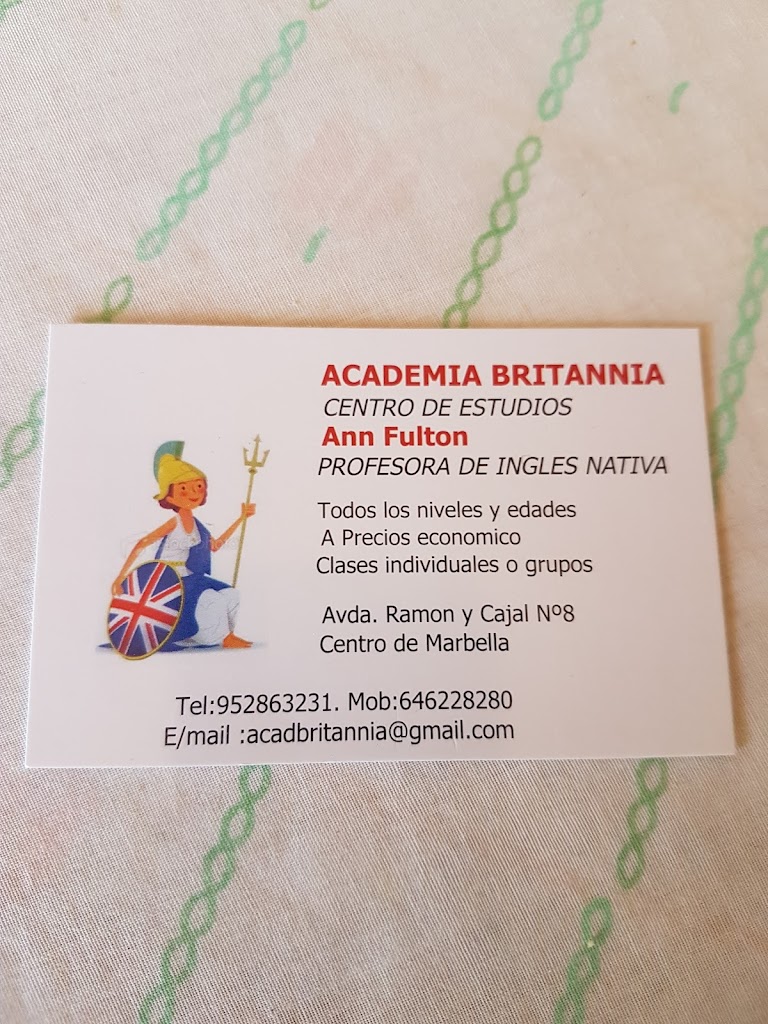 ACADEMIA BRITANNIA
CENTRO DE ESTUDIOS
Ann Fulton
PROFESORA DE INGLES NATIVA
Todos los niveles y edades
A Precios economico
Clases individuales o grupos
Avda. Ramon y Cajal Nº8
Centro de Marbella
Tel:952863231. Mob:646228280
E/mail :acadbritannia@gmail.com